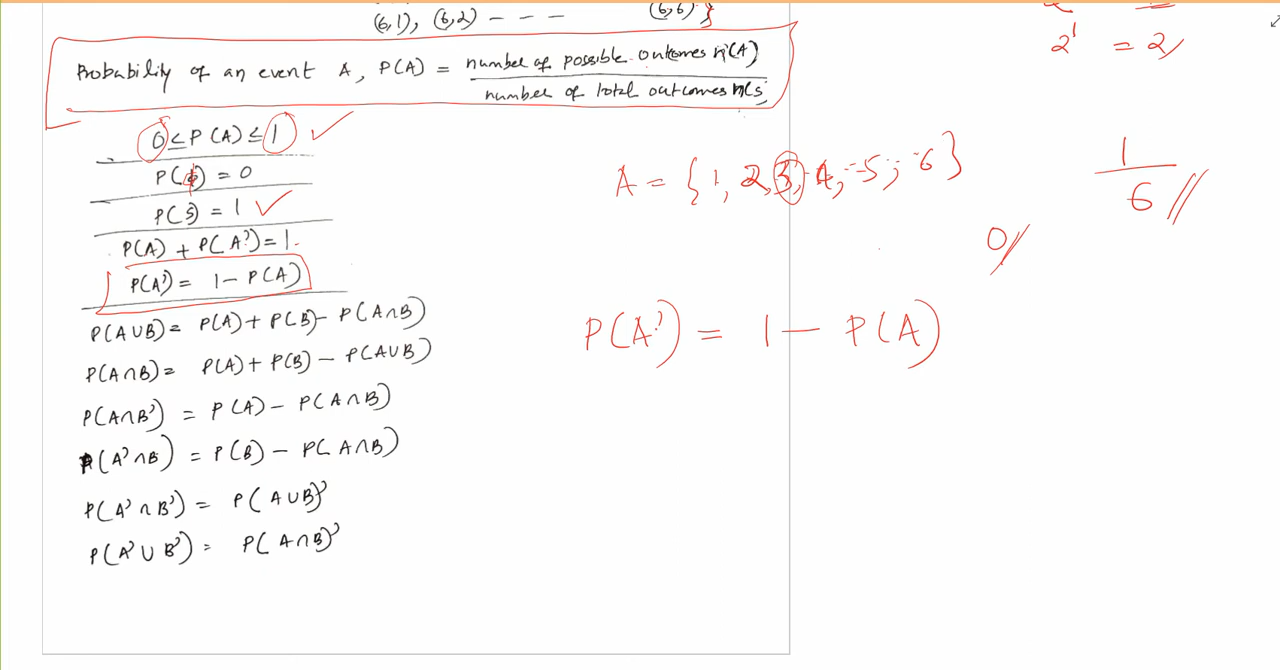 (6,1), (6,2) - - - (6,6) }
Probability of an event A, P(A) = number of possible outcomes n(A)
number of total outcomes n(S
0 ≤ P(A) ≤ 1 ✓
P(ϕ) = 0
P(S) = 1 ✓
P(A) + P(A') = 1.
P(A') = 1 - P(A)
P(A∪B) = P(A) + P(B) - P(A∩B)
P(A∩B) = P(A) + P(B) - P(A∪B)
P(A∩B') = P(A) - P(A∩B)
P(A'∩B) = P(B) - P(A∩B)
P(A'∩B') = P(A∪B)'
P(A'∪B') = P(A∩B)'
2¹ = 2
A = {1, 2, 3, 4, 5, 6}
1
6
0
P(A') = 1 - P(A)